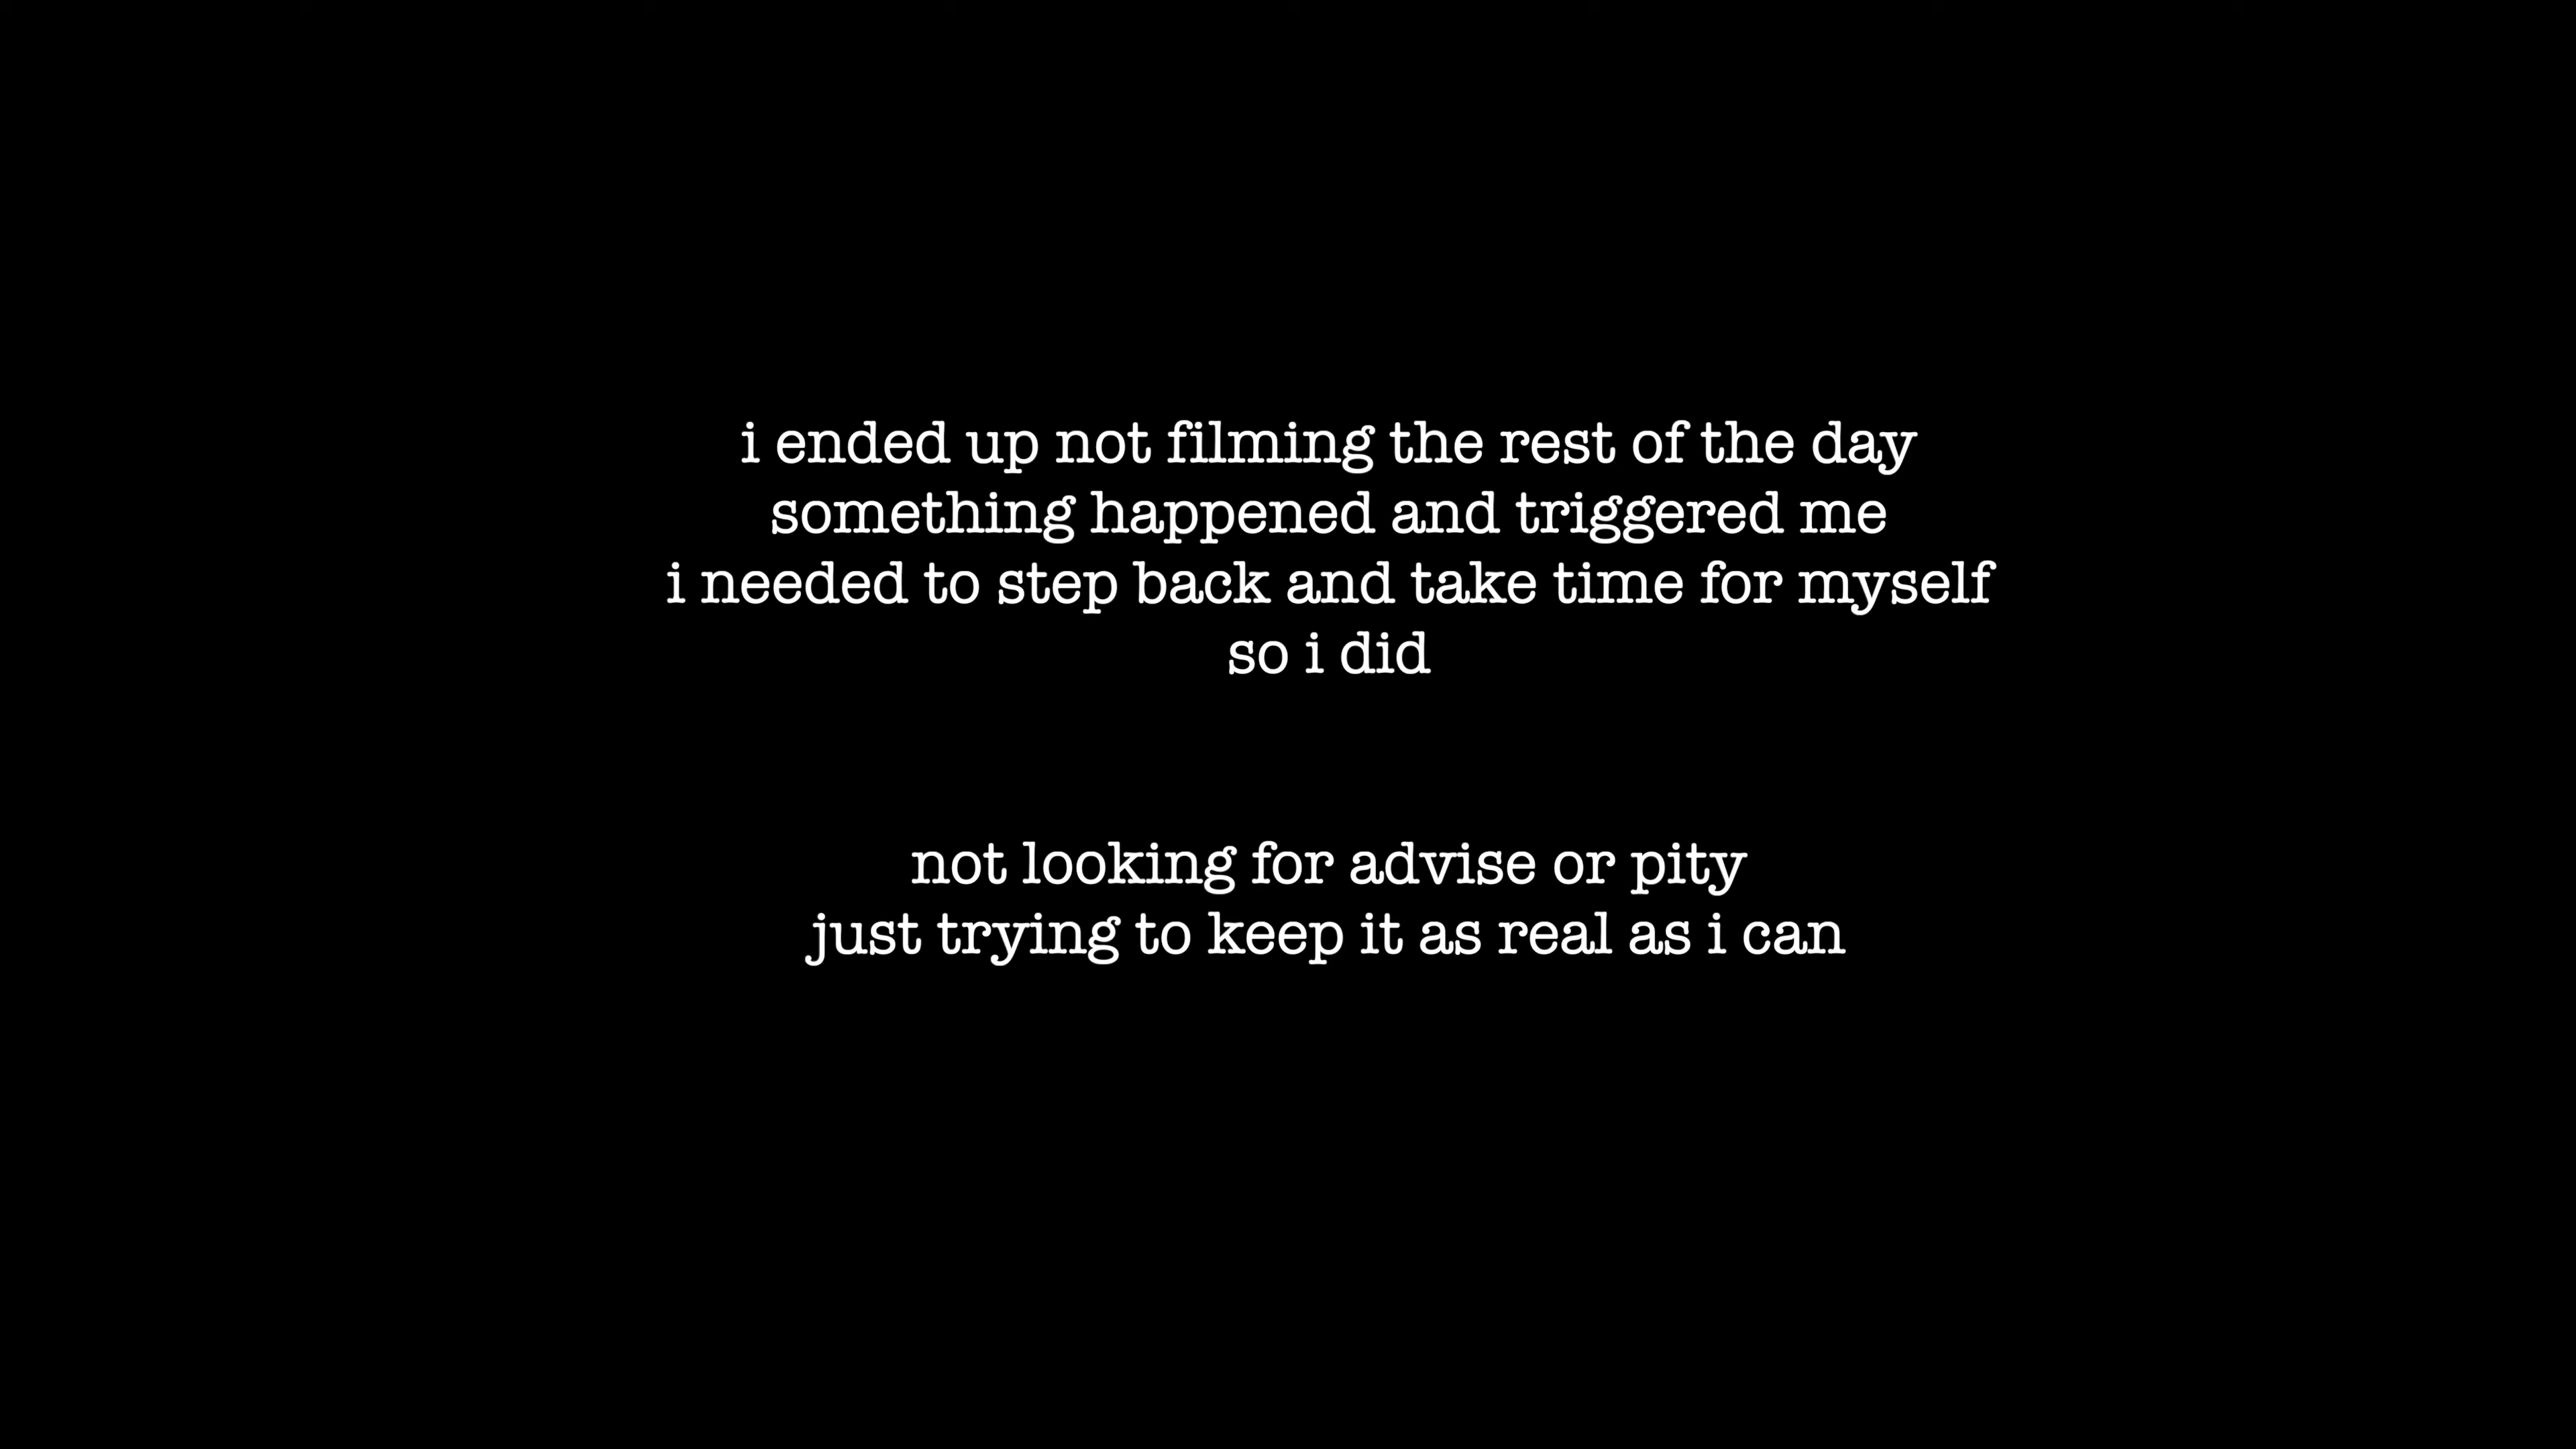 i ended up not filming the rest of the day
something happened and triggered me
i needed to step back and take time for myself
so i did
not looking for advise or pity
just trying to keep it as real as i can